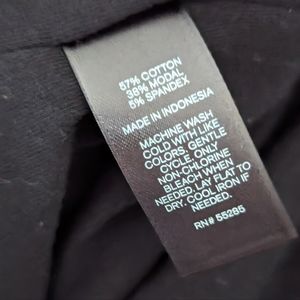 57% COTTON
38% MODAL
5% SPANDEX
MADE IN INDONESIA
MACHINE WASH
COLD WITH LIKE
COLORS, GENTLE
CYCLE. ONLY
NON-CHLORINE
BLEACH WHEN
NEEDED. LAY FLAT TO
DRY. COOL IRON IF
NEEDED.
RN# 55285